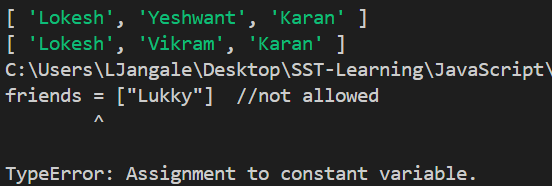 [ 'Lokesh', 'Yeshwant', 'Karan' ]
[ 'Lokesh', 'Vikram', 'Karan' ]
C:\Users\LJangale\Desktop\SST-Learning\JavaScript\
friends = ["Lukky"]  //not allowed
        ^
TypeError: Assignment to constant variable.